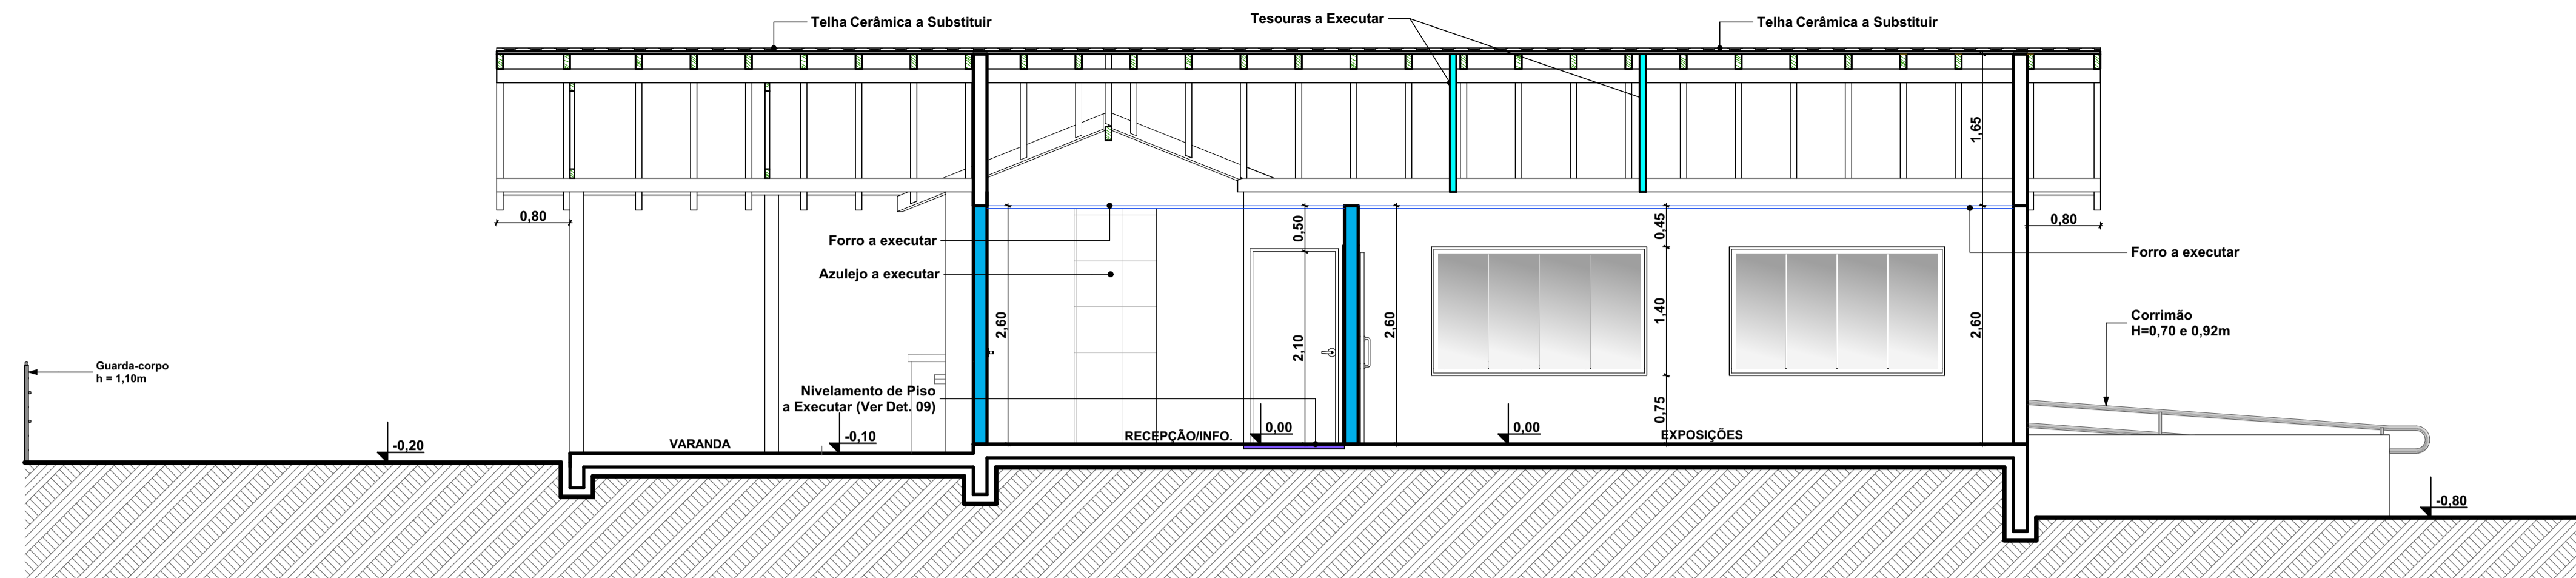 Telha Cerâmica a Substituir
Tesouras a Executar
Telha Cerâmica a Substituir
1,65
0,80
0,80
Forro a executar
Azulejo a executar
2,60
0,50
2,10
2,60
0,45
1,40
0,75
2,60
Forro a executar
Corrimão
H=0,70 e 0,92m
Guarda-corpo
h = 1,10m
Nivelamento de Piso
a Executar (Ver Det. 09)
-0,20
VARANDA
-0,10
RECEPÇÃO/INFO.
0,00
0,00
EXPOSIÇÕES
-0,80